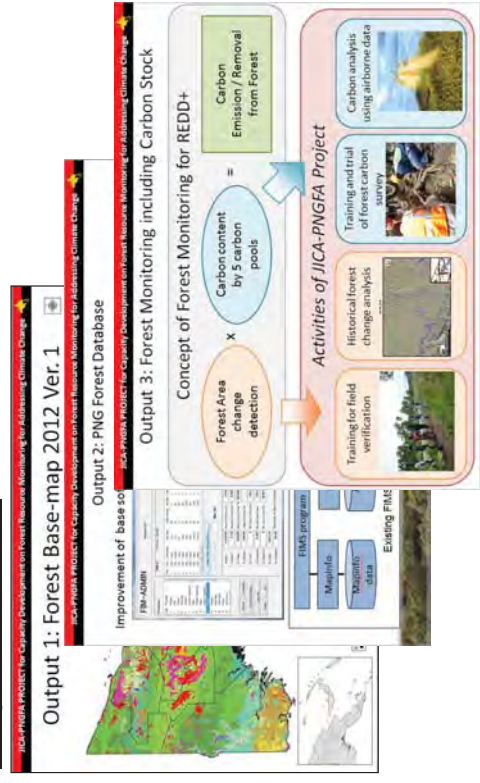 JICA-PNGFA PROJECT for Capacity Development on Forest Resource Monitoring for Addressing Climate Change
Output 1: Forest Base-map 2012 Ver. 1
JICA-PNGFA PROJECT for Capacity Development on Forest Resource Monitoring for Addressing Climate Change
Output 2: PNG Forest Database
Improvement of base so
FIM-ADMIN
FIMS program
MapInfo
MapInfo
data
Existing FIMS
JICA-PNGFA PROJECT for Capacity Development on Forest Resource Monitoring for Addressing Climate Change
Output 3: Forest Monitoring including Carbon Stock
Concept of Forest Monitoring for REDD+
Forest Area
change
detection
x
Carbon content
by 5 carbon
pools
=
Carbon
Emission / Removal
from Forest
Activities of JICA-PNGFA Project
Training for field
verification
Historical forest
change analysis
Training and trial
of forest carbon
survey
Carbon analysis
using airborne data